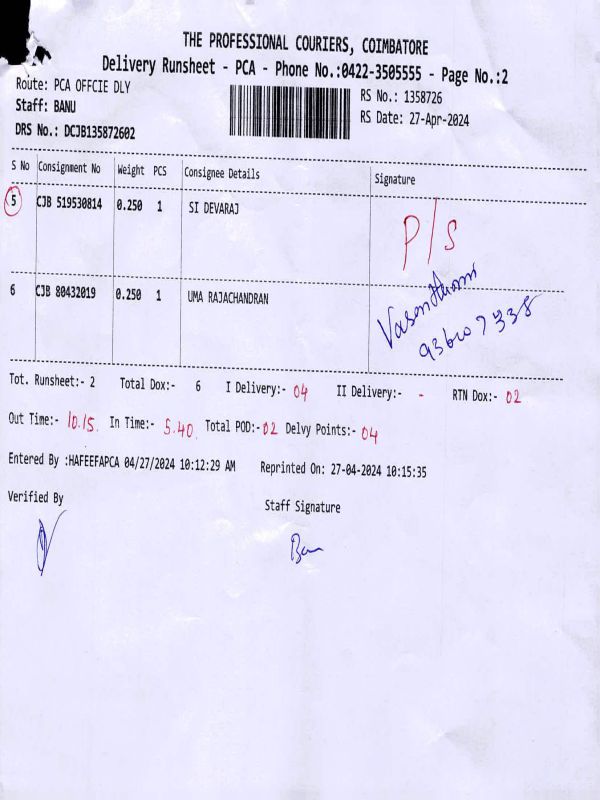 THE PROFESSIONAL COURIERS, COIMBATORE
Delivery Runsheet - PCA - Phone No.:0422-3505555 - Page No.:2
Route: PCA OFFCIE DLY
RS No.: 1358726
Staff: BANU
RS Date: 27-Apr-2024
DRS No.: DCJB135872602
S No Consignment No Weight PCS Consignee Details Signature
5 CJB 519530814 0.250 1 SI DEVARAJ P/S
6 CJB 80432019 0.250 1 UMA RAJACHANDRAN Vasanthami
Tot. Runsheet:- 2 Total Dox:- 6 I Delivery:- 04 II Delivery:- - RTN Dox:- 02
Out Time:- 10.15. In Time:- 5.40. Total POD:- 02 Delvy Points:- 04
Entered By :HAFEEFAPCA 04/27/2024 10:12:29 AM Reprinted On: 27-04-2024 10:15:35
Verified By
Staff Signature
Ban